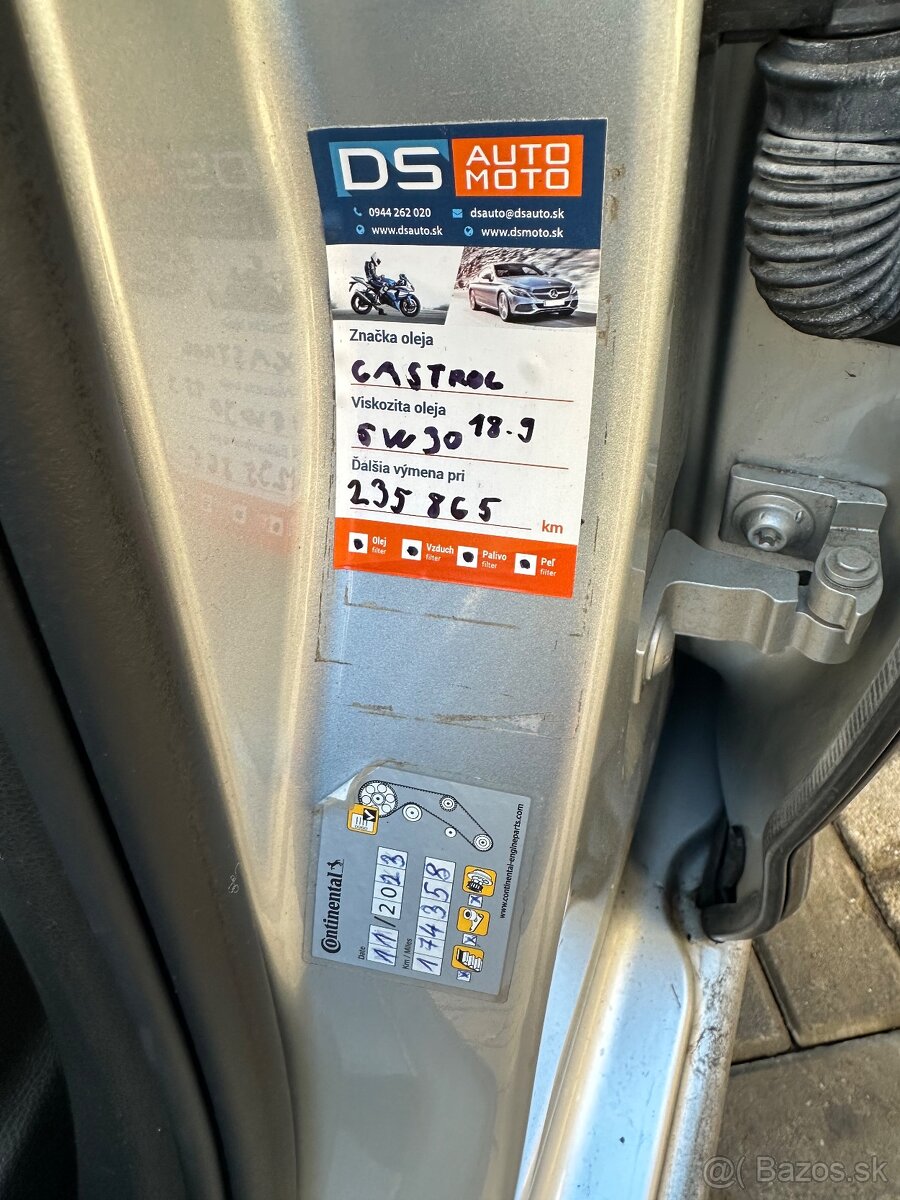 DS AUTO
MOTO
0944 262 020 dsauto@dsauto.sk
www.dsauto.sk www.dsmoto.sk
Značka oleja
CASTROL
Viskozita oleja
5W30 18.9
Ďalšia výmena pri
235 865 km
Olej filter Vzduch filter Palivo filter Peľ filter
Continental
Date
11/2023
Km / Miles
174358
www.continental-engineparts.com
@( Bazos.sk